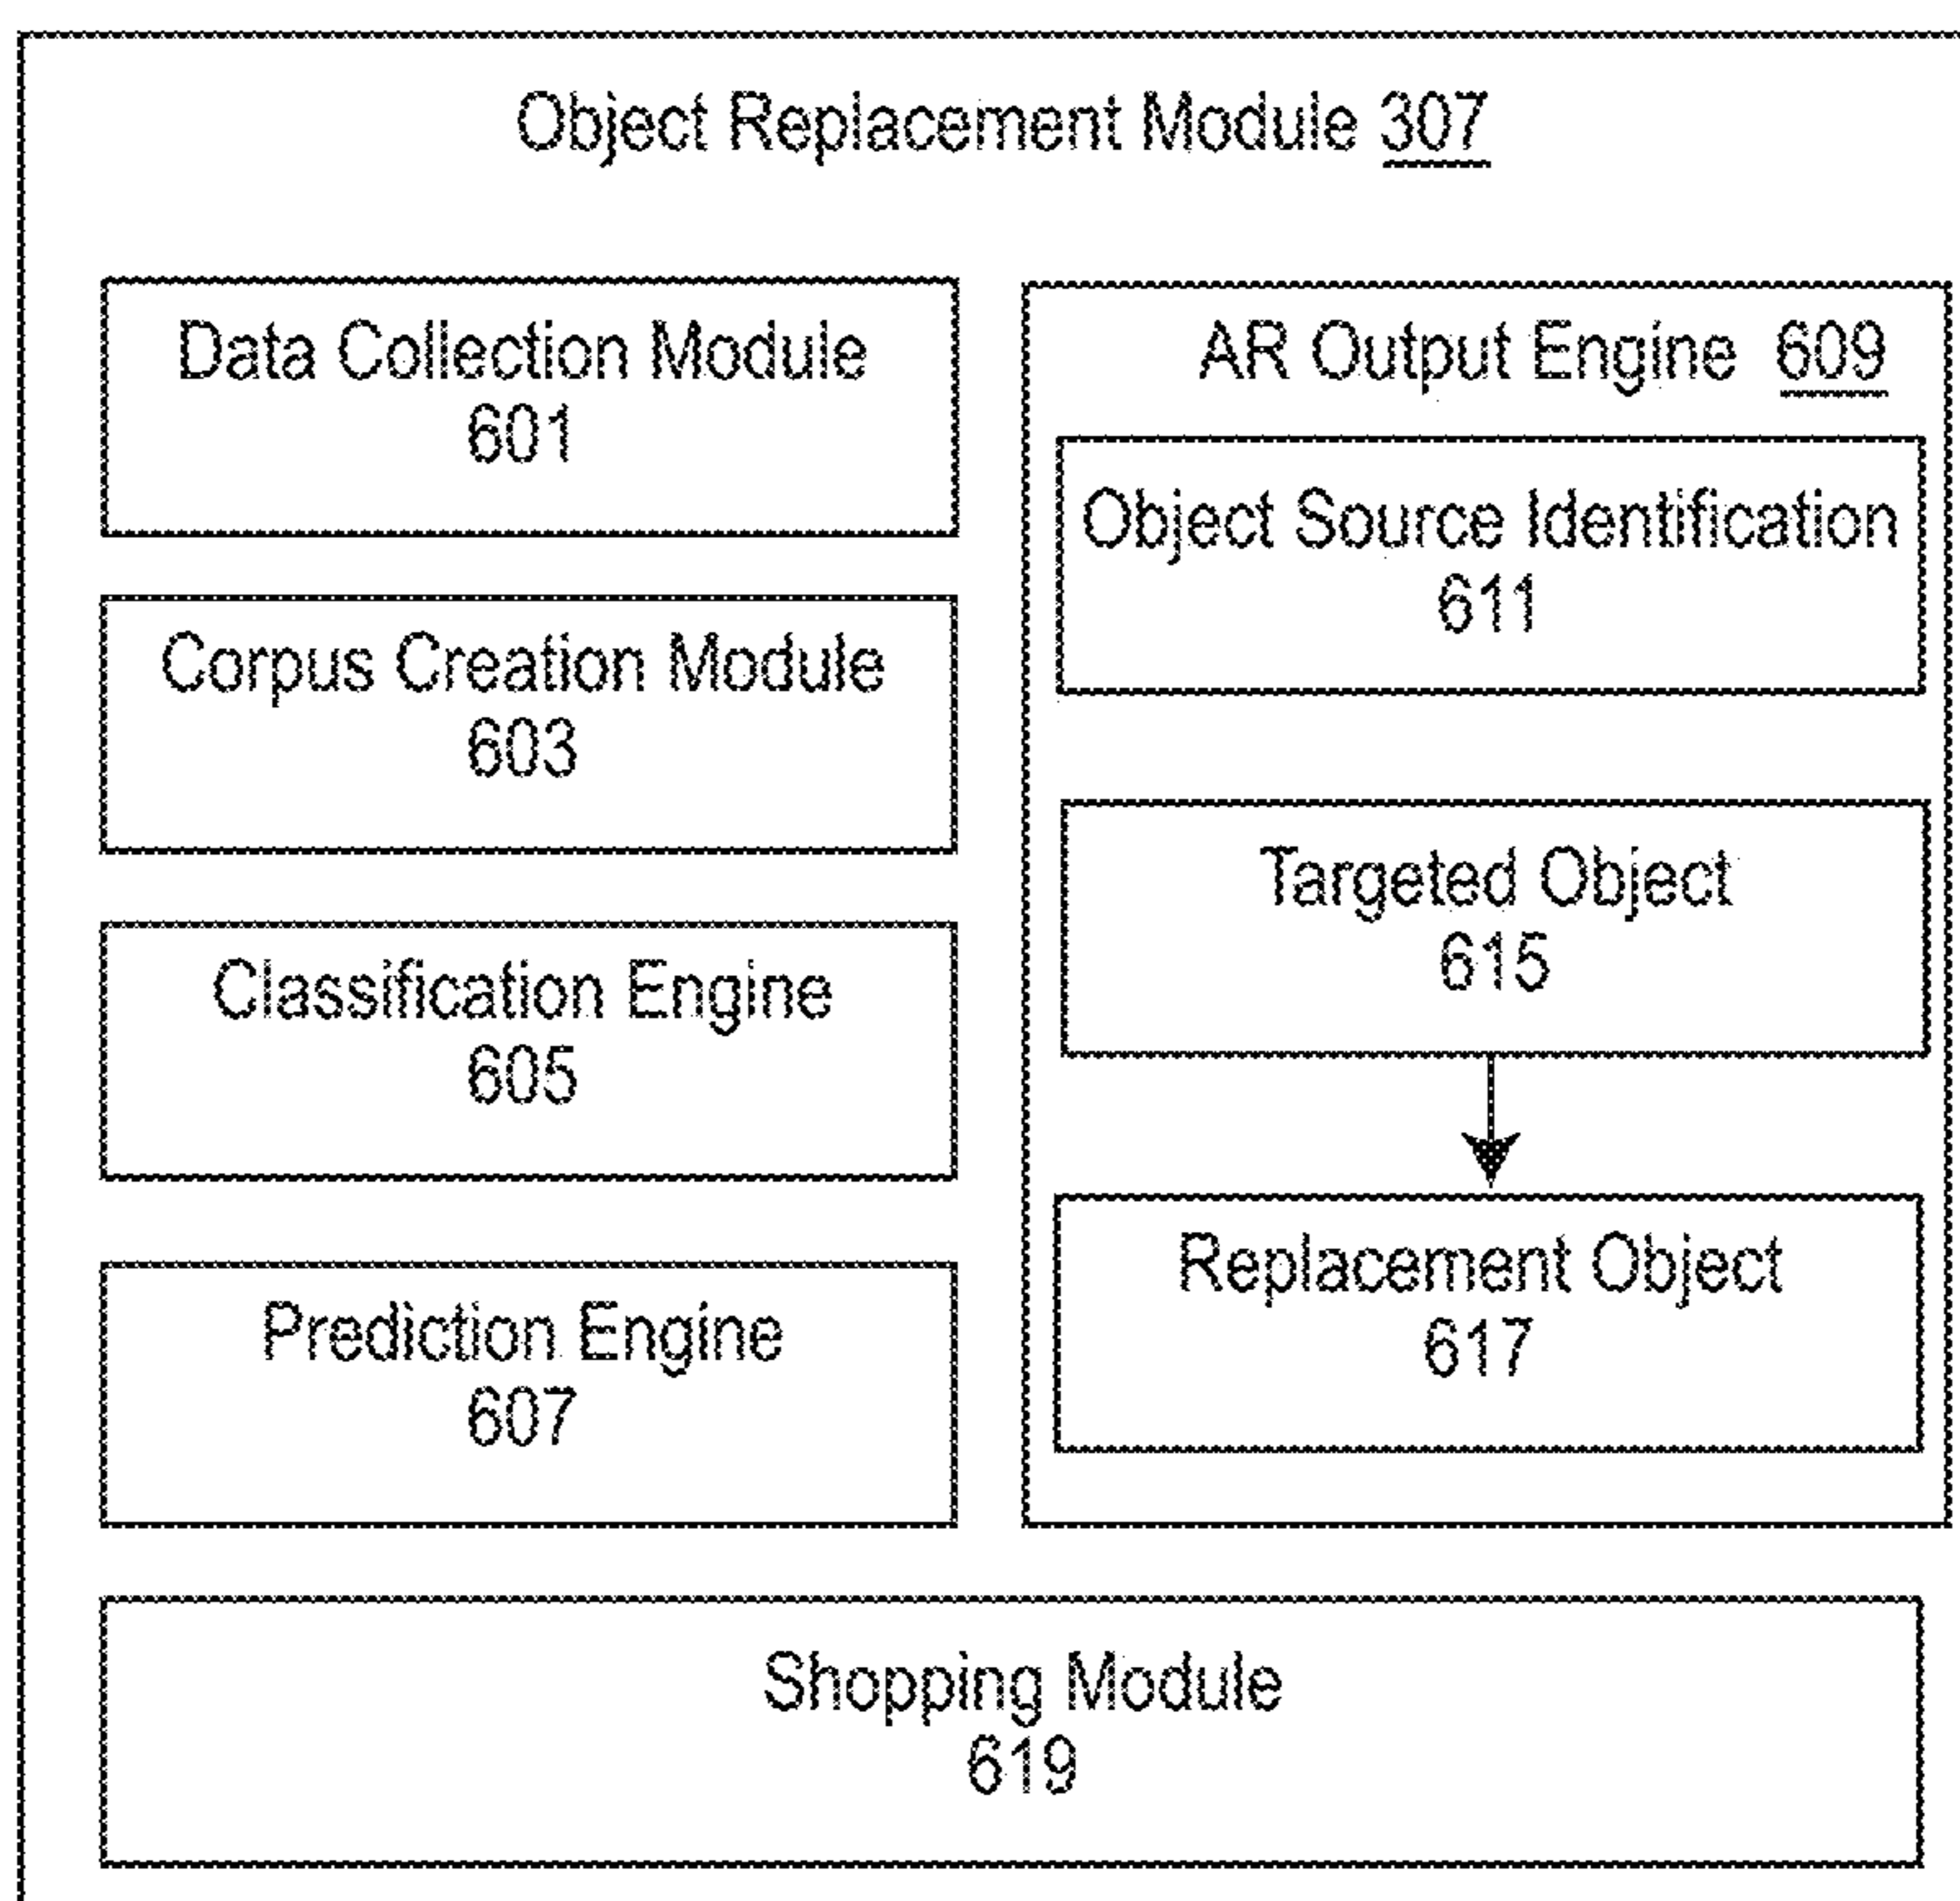 Object Replacement Module 307
Data Collection Module
601
Corpus Creation Module
603
Classification Engine
605
Prediction Engine
607
AR Output Engine 609
Object Source Identification
611
Targeted Object
615
Replacement Object
617
Shopping Module
619